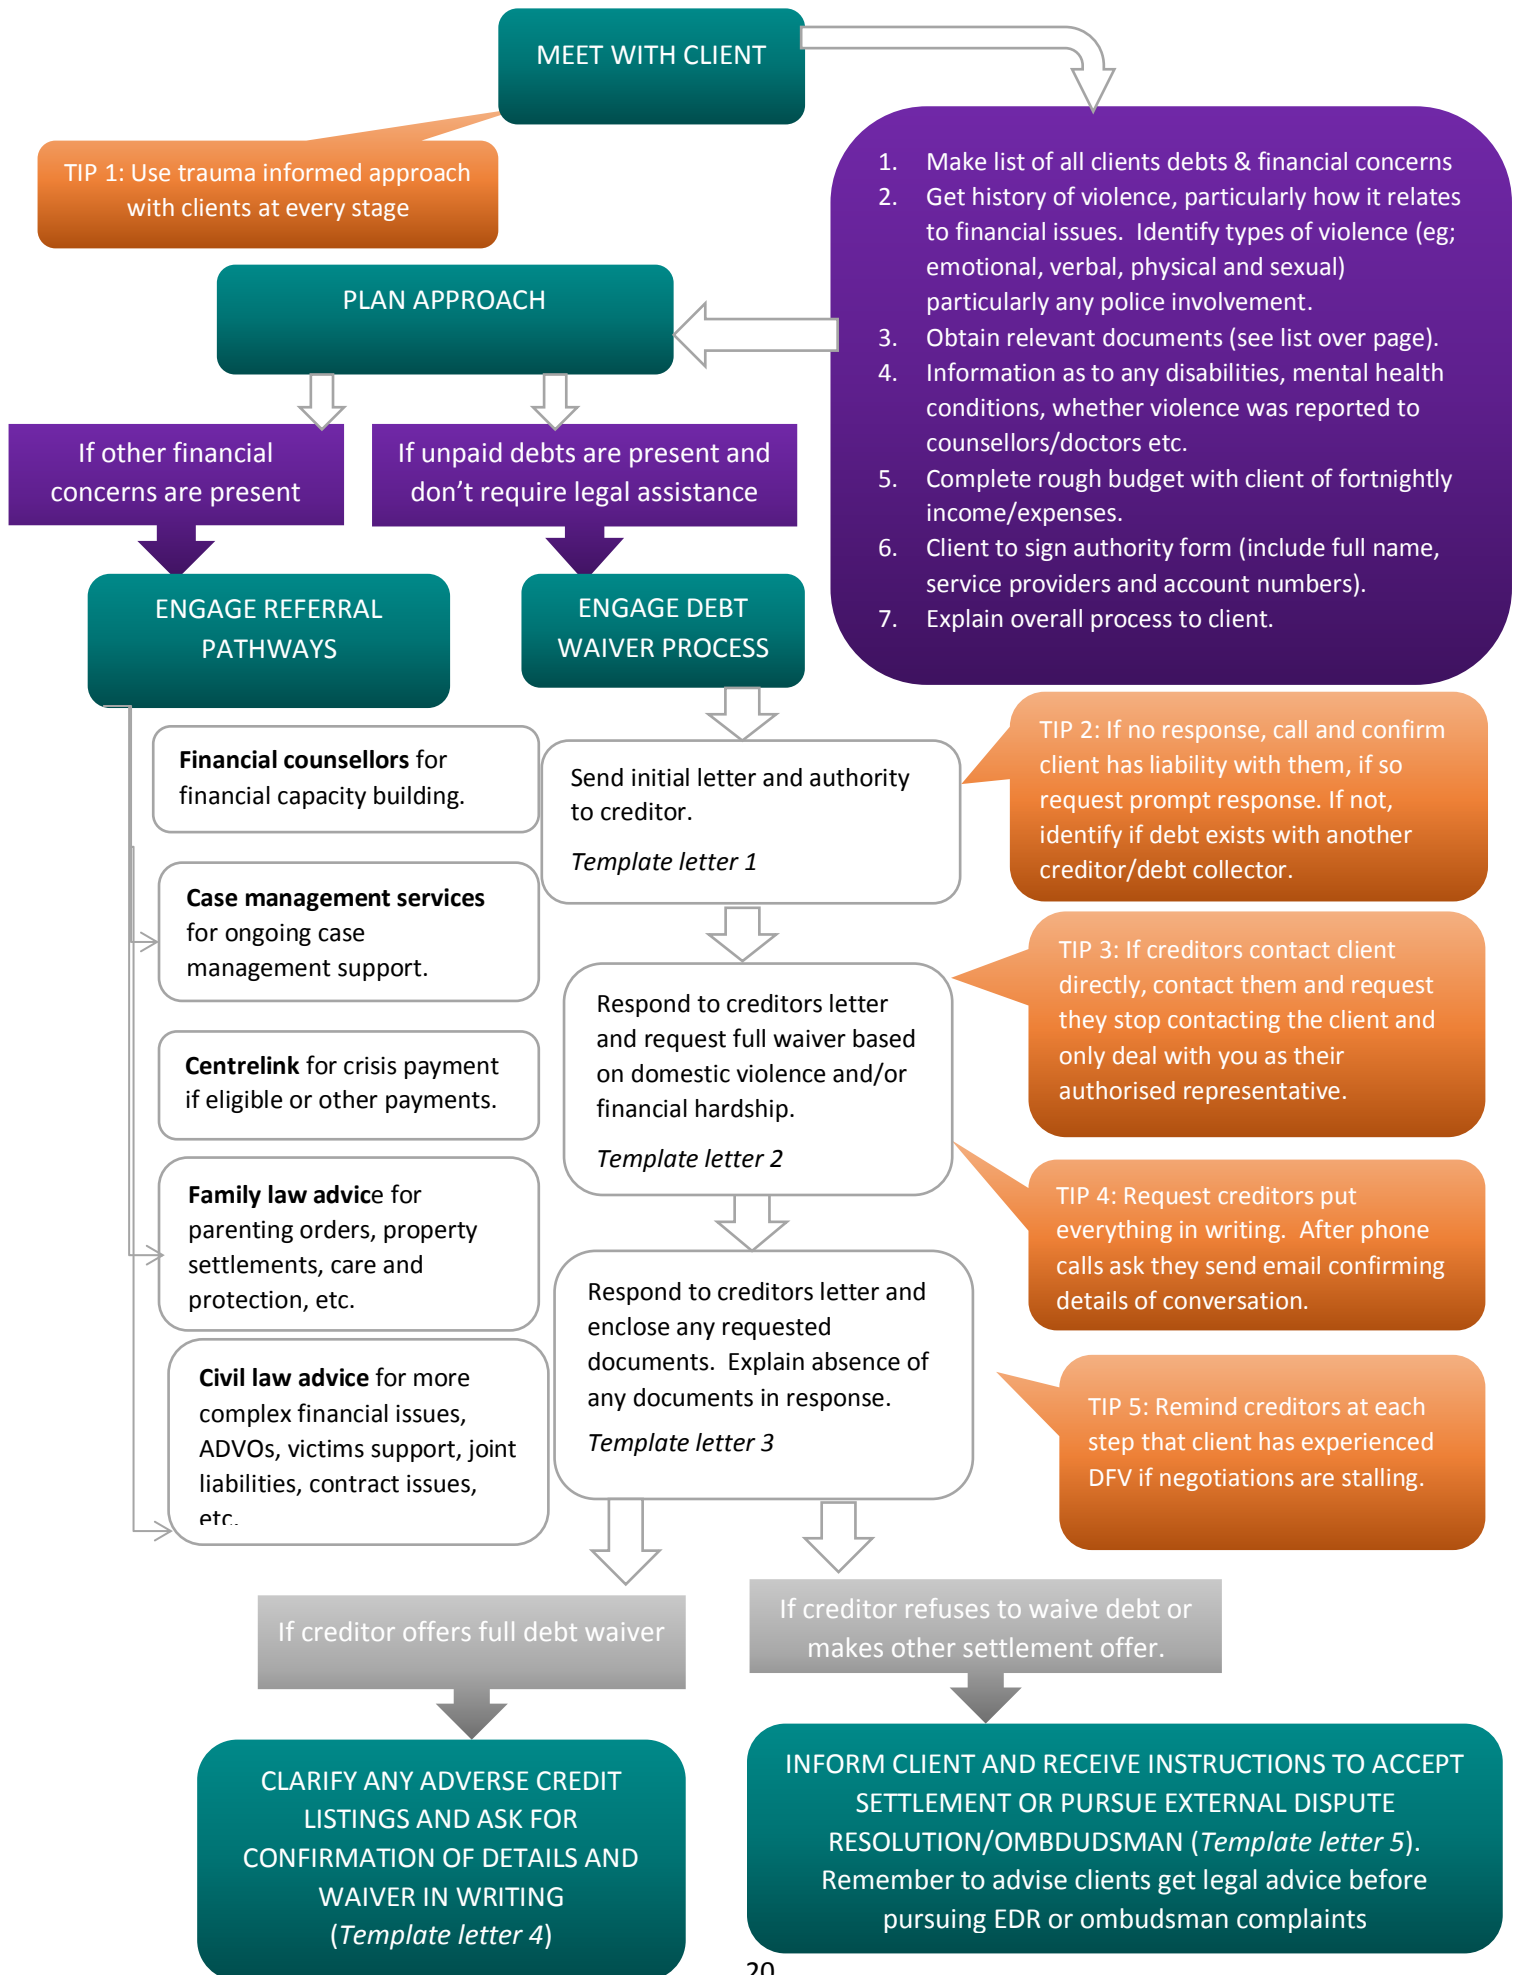 MEET WITH CLIENT
TIP 1: Use trauma informed approach
with clients at every stage
1. Make list of all clients debts & financial concerns
2. Get history of violence, particularly how it relates
to financial issues.  Identify types of violence (eg;
emotional, verbal, physical and sexual)
particularly any police involvement.
3. Obtain relevant documents (see list over page).
4. Information as to any disabilities, mental health
conditions, whether violence was reported to
counsellors/doctors etc.
5. Complete rough budget with client of fortnightly
income/expenses.
6. Client to sign authority form (include full name,
service providers and account numbers).
7. Explain overall process to client.
PLAN APPROACH
If other financial
concerns are present
If unpaid debts are present and
don’t require legal assistance
ENGAGE REFERRAL
PATHWAYS
ENGAGE DEBT
WAIVER PROCESS
Financial counsellors for
financial capacity building.
Case management services
for ongoing case
management support.
Centrelink for crisis payment
if eligible or other payments.
Family law advice for
parenting orders, property
settlements, care and
protection, etc.
Civil law advice for more
complex financial issues,
ADVOs, victims support, joint
liabilities, contract issues,
etc.
Send initial letter and authority
to creditor.
Template letter 1
Respond to creditors letter
and request full waiver based
on domestic violence and/or
financial hardship.
Template letter 2
Respond to creditors letter and
enclose any requested
documents.  Explain absence of
any documents in response.
Template letter 3
TIP 2: If no response, call and confirm
client has liability with them, if so
request prompt response. If not,
identify if debt exists with another
creditor/debt collector.
TIP 3: If creditors contact client
directly, contact them and request
they stop contacting the client and
only deal with you as their
authorised representative.
TIP 4: Request creditors put
everything in writing.  After phone
calls ask they send email confirming
details of conversation.
TIP 5: Remind creditors at each
step that client has experienced
DFV if negotiations are stalling.
If creditor offers full debt waiver
If creditor refuses to waive debt or
makes other settlement offer.
CLARIFY ANY ADVERSE CREDIT
LISTINGS AND ASK FOR
CONFIRMATION OF DETAILS AND
WAIVER IN WRITING
(Template letter 4)
INFORM CLIENT AND RECEIVE INSTRUCTIONS TO ACCEPT
SETTLEMENT OR PURSUE EXTERNAL DISPUTE
RESOLUTION/OMBDUDSMAN (Template letter 5).
Remember to advise clients get legal advice before
pursuing EDR or ombudsman complaints
20